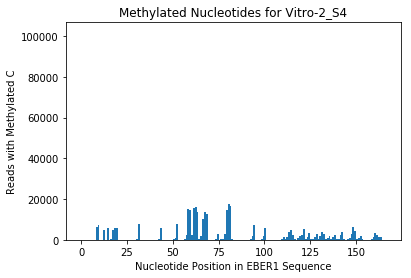 Methylated Nucleotides for Vitro-2_S4
100000
80000
60000
40000
20000
0
Reads with Methylated C
0 25 50 75 100 125 150
Nucleotide Position in EBER1 Sequence